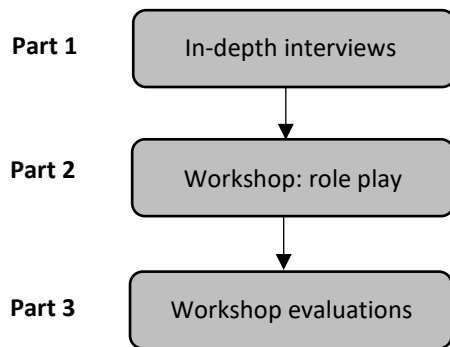 Part 1
In-depth interviews
Part 2
Workshop: role play
Part 3
Workshop evaluations